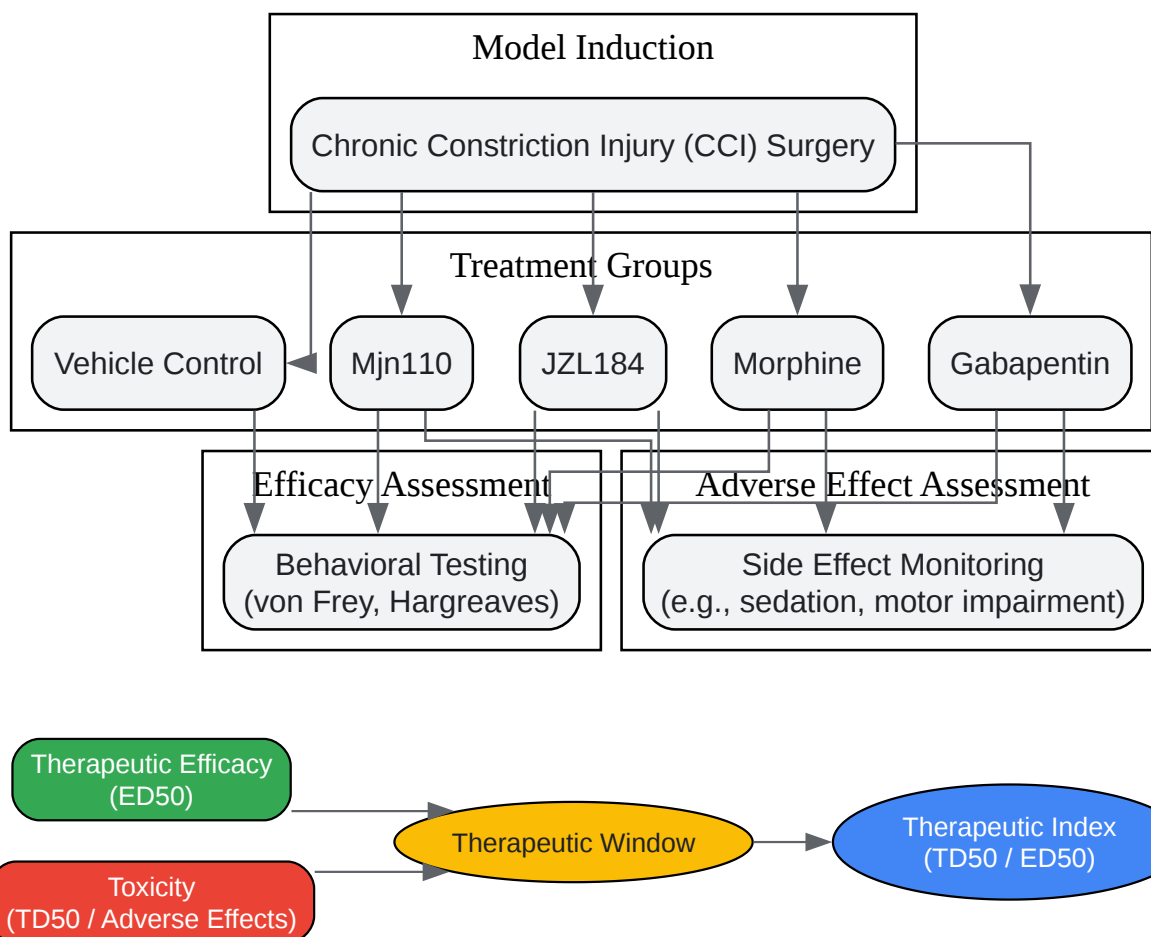 Model Induction
Chronic Constriction Injury (CCI) Surgery
Treatment Groups
Vehicle Control
Mjn110
JZL184
Morphine
Gabapentin
Efficacy Assessment
Adverse Effect Assessment
Behavioral Testing
(von Frey, Hargreaves)
Side Effect Monitoring
(e.g., sedation, motor impairment)
Therapeutic Efficacy
(ED50)
Therapeutic Window
Therapeutic Index
(TD50 / ED50)
Toxicity
(TD50 / Adverse Effects)